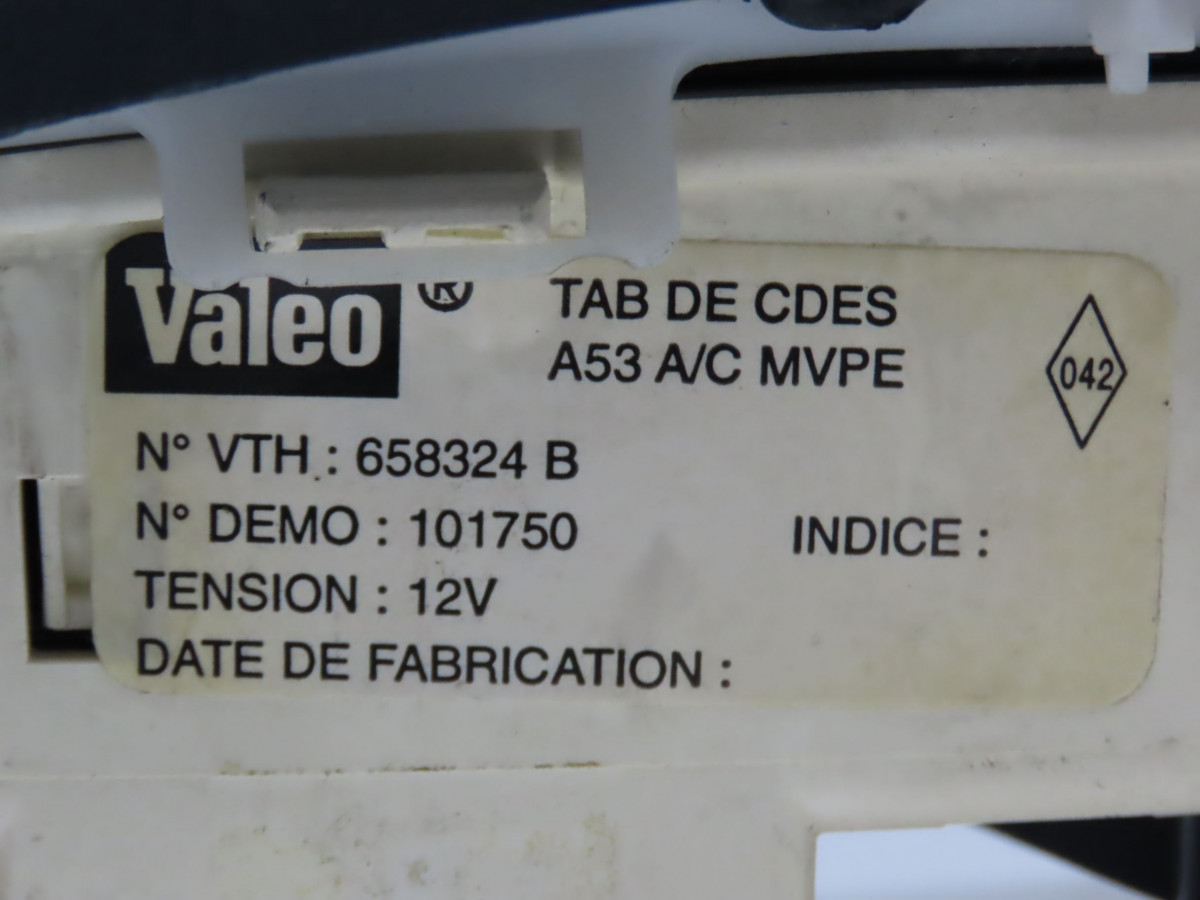 Valeo ®
TAB DE CDES
A53 A/C MVPE
042
N° VTH : 658324 B
N° DEMO : 101750
INDICE :
TENSION : 12V
DATE DE FABRICATION :